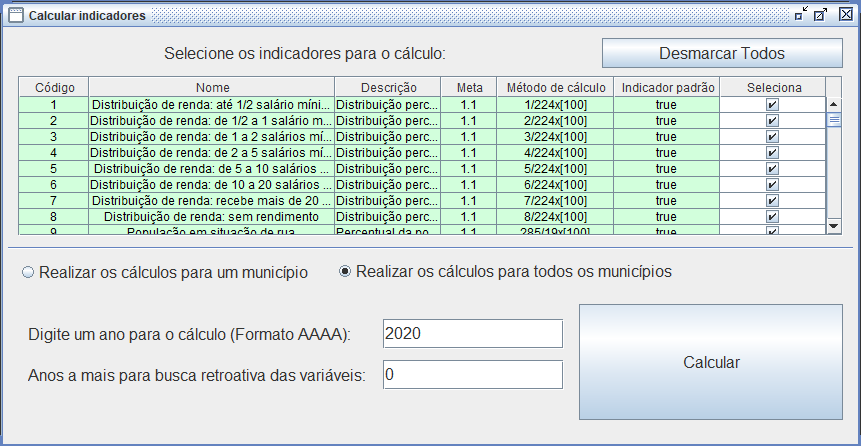 Calcular indicadores
Selecione os indicadores para o cálculo: Desmarcar Todos
Código Nome Descrição Meta Método de cálculo Indicador padrão Seleciona
1 Distribuição de renda: até 1/2 salário míni... Distribuição perc... 1.1 1/224x[100] true
2 Distribuição de renda: de 1/2 a 1 salário m... Distribuição perc... 1.1 2/224x[100] true
3 Distribuição de renda: de 1 a 2 salários mí... Distribuição perc... 1.1 3/224x[100] true
4 Distribuição de renda: de 2 a 5 salários mí... Distribuição perc... 1.1 4/224x[100] true
5 Distribuição de renda: de 5 a 10 salários ... Distribuição perc... 1.1 5/224x[100] true
6 Distribuição de renda: de 10 a 20 salários ... Distribuição perc... 1.1 6/224x[100] true
7 Distribuição de renda: recebe mais de 20 ... Distribuição perc... 1.1 7/224x[100] true
8 Distribuição de renda: sem rendimento Distribuição perc... 1.1 8/224x[100] true
9 População em situação de rua Percentual da po... 1.1 285/19x[100] true
Realizar os cálculos para um município Realizar os cálculos para todos os municípios
Digite um ano para o cálculo (Formato AAAA): 2020
Anos a mais para busca retroativa das variáveis: 0
Calcular